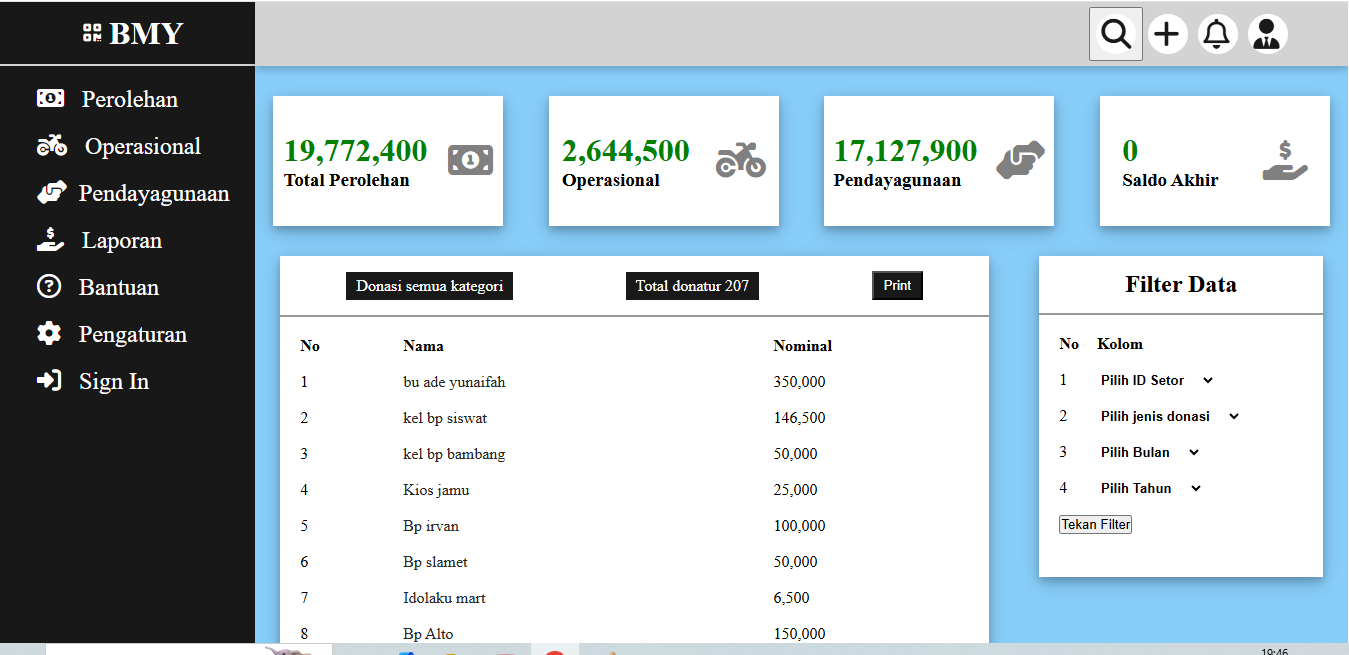 BMY
Perolehan
Operasional
Pendayagunaan
Laporan
Bantuan
Pengaturan
Sign In
19,772,400
Total Perolehan
2,644,500
Operasional
17,127,900
Pendayagunaan
0
Saldo Akhir
Donasi semua kategori Total donatur 207 Print
No Nama Nominal
1 bu ade yunaifah 350,000
2 kel bp siswat 146,500
3 kel bp bambang 50,000
4 Kios jamu 25,000
5 Bp irvan 100,000
6 Bp slamet 50,000
7 Idolaku mart 6,500
8 Bp Alto 150,000
Filter Data
No Kolom
1 Pilih ID Setor
2 Pilih jenis donasi
3 Pilih Bulan
4 Pilih Tahun
Tekan Filter
19:46